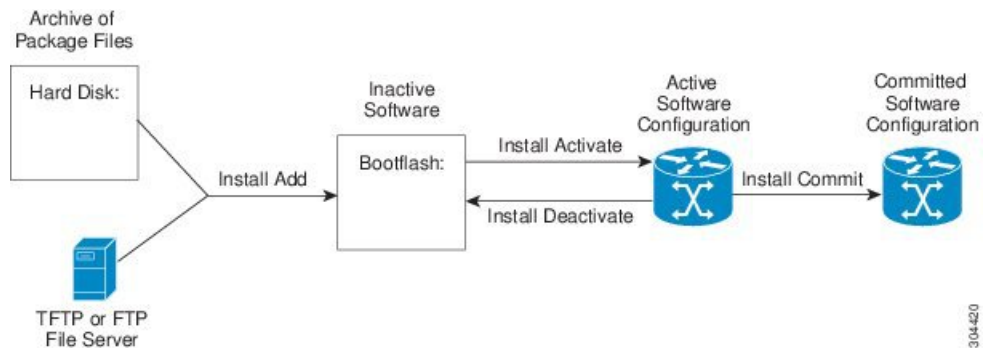 Archive of
Package Files
Hard Disk:
Inactive
Software
Bootflash:
Active
Software
Configuration
Committed
Software
Configuration
Install Add
Install Activate
Install Deactivate
Install Commit
TFTP or FTP
File Server
304420